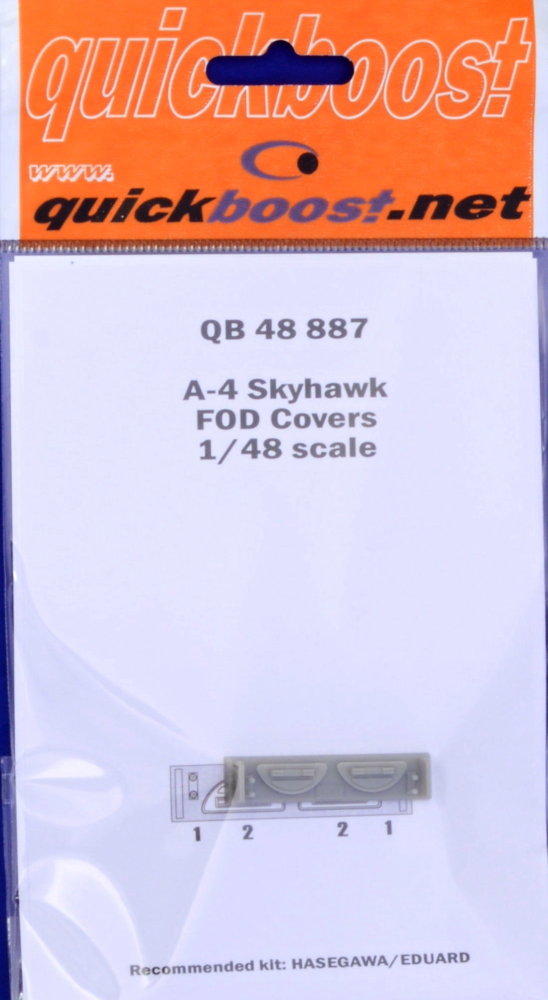 quickboost
www.
quickboost.net
QB 48 887
A-4 Skyhawk
FOD Covers
1/48 scale
1 2 2 1
Recommended kit: HASEGAWA/EDUARD